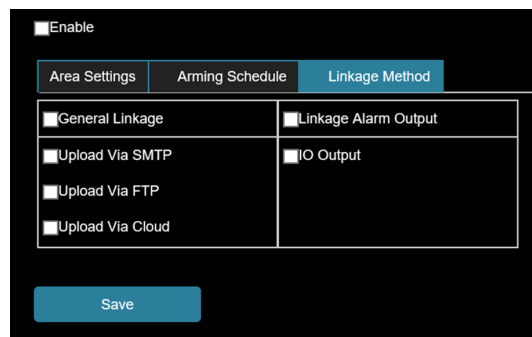 Enable
Area Settings Arming Schedule Linkage Method
General Linkage Linkage Alarm Output
Upload Via SMTP IO Output
Upload Via FTP
Upload Via Cloud
Save